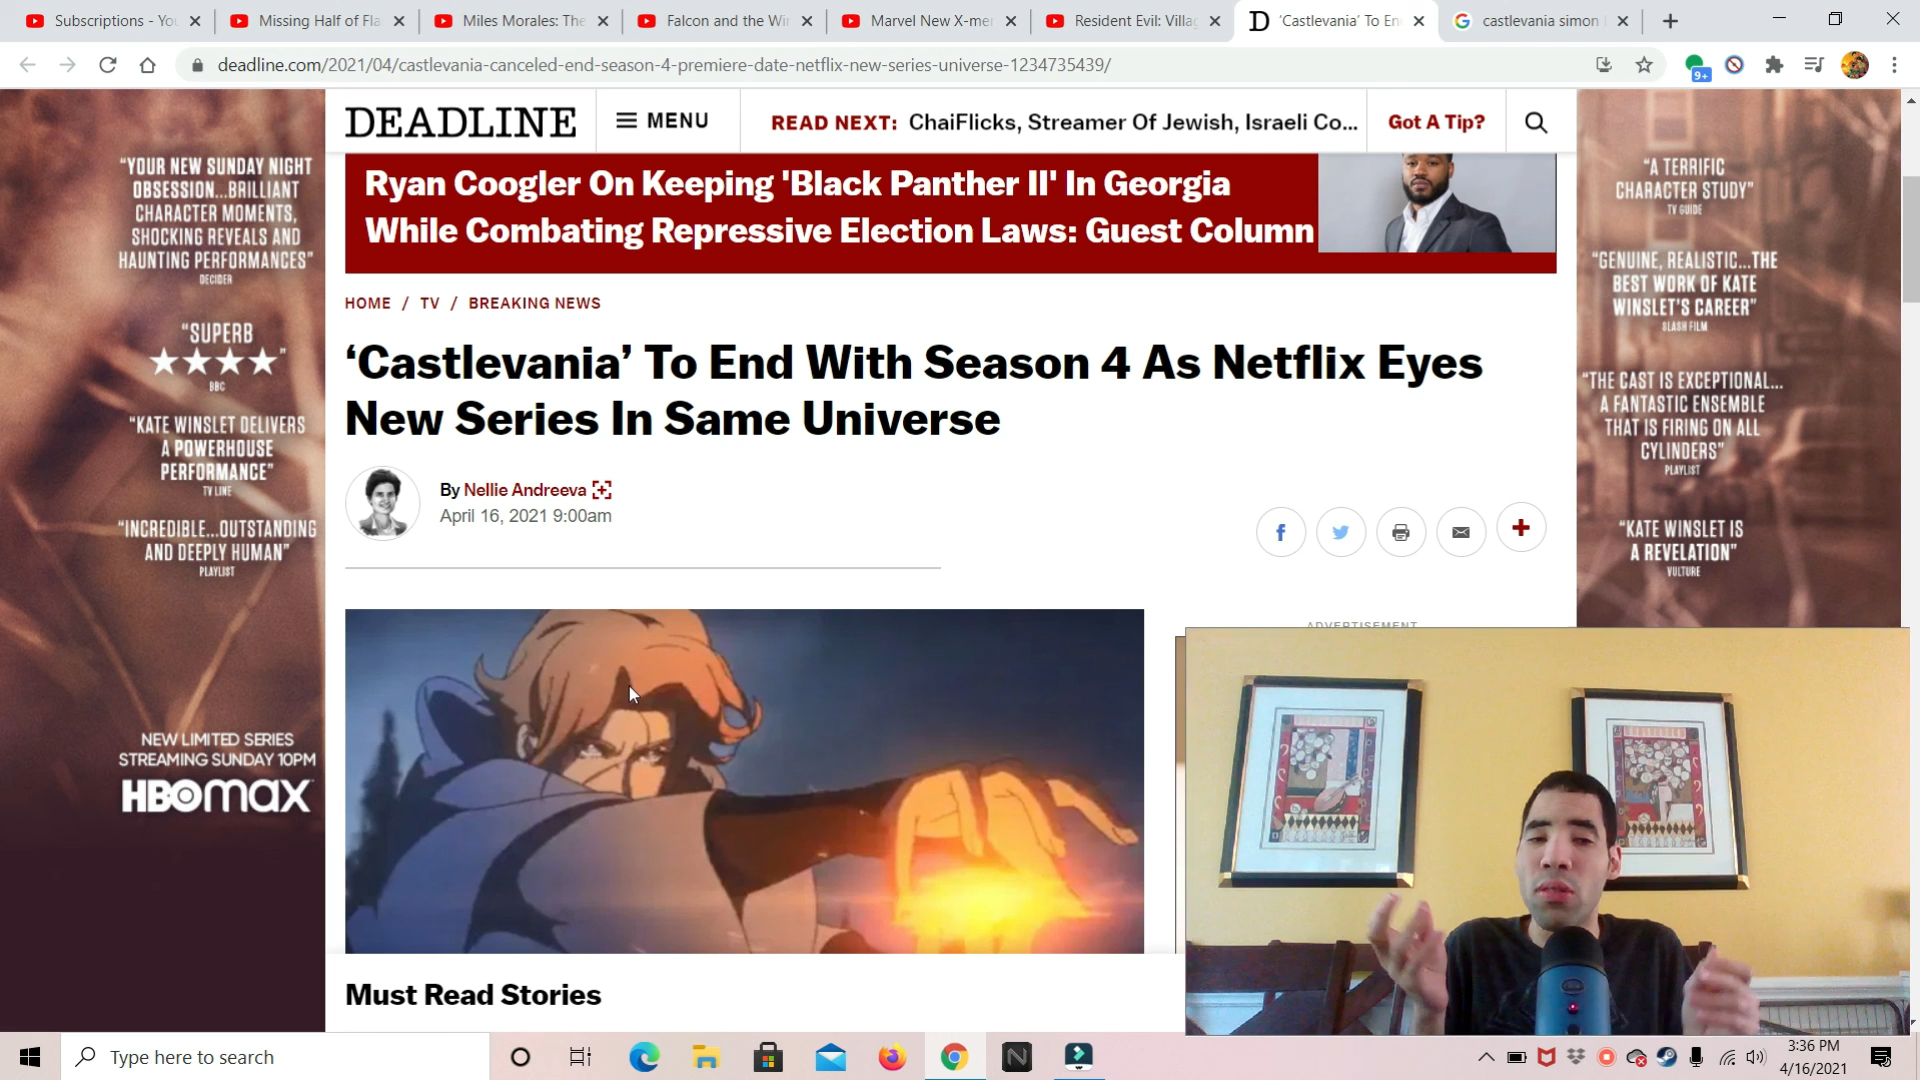 Subscriptions - You
Missing Half of Fla
Miles Morales: The
Falcon and the Win
Marvel New X-men
Resident Evil: Villag
'Castlevania' To En
castlevania simon
deadline.com/2021/04/castlevania-canceled-end-season-4-premiere-date-netflix-new-series-universe-1234735439/
9+
DEADLINE
MENU
READ NEXT: ChaiFlicks, Streamer Of Jewish, Israeli Co...
Got A Tip?
Ryan Coogler On Keeping 'Black Panther II' In Georgia
While Combating Repressive Election Laws: Guest Column
HOME / TV / BREAKING NEWS
‘Castlevania’ To End With Season 4 As Netflix Eyes
New Series In Same Universe
By Nellie Andreeva
April 16, 2021 9:00am
ADVERTISEMENT
Must Read Stories
“YOUR NEW SUNDAY NIGHT
OBSESSION...BRILLIANT
CHARACTER MOMENTS,
SHOCKING REVEALS AND
HAUNTING PERFORMANCES”
DECIDER
“SUPERB
★★★★”
BBC
“KATE WINSLET DELIVERS
A POWERHOUSE
PERFORMANCE”
TV LINE
“INCREDIBLE...OUTSTANDING
AND DEEPLY HUMAN”
PLAYLIST
NEW LIMITED SERIES
STREAMING SUNDAY 10PM
HBOmax
“A TERRIFIC
CHARACTER STUDY”
TV GUIDE
“GENUINE, REALISTIC...THE
BEST WORK OF KATE
WINSLET’S CAREER”
SLASH FILM
“THE CAST IS EXCEPTIONAL...
A FANTASTIC ENSEMBLE
THAT IS FIRING ON ALL
CYLINDERS”
PLAYLIST
“KATE WINSLET IS
A REVELATION”
VULTURE
Type here to search
3:36 PM
4/16/2021